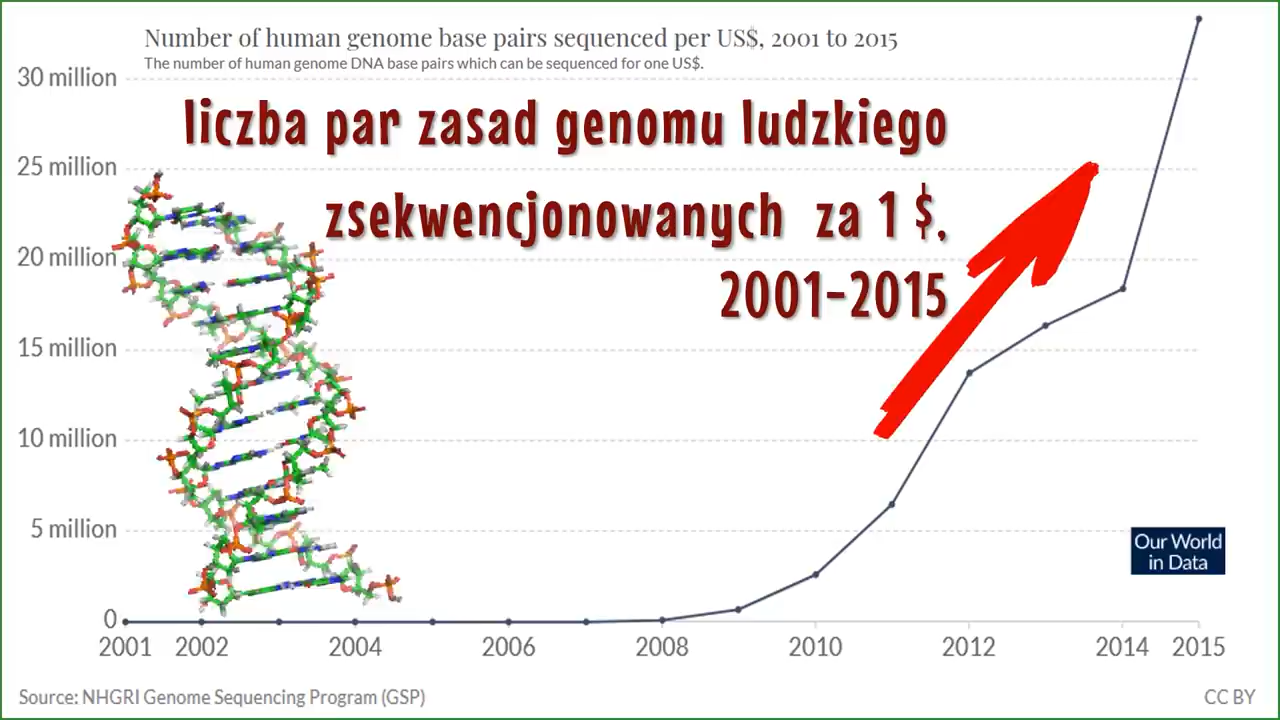 Number of human genome base pairs sequenced per US$, 2001 to 2015
The number of human genome DNA base pairs which can be sequenced for one US$.
30 million
liczba par zasad genomu ludzkiego
25 million
zsekwencjonowanych za 1 $,
20 million
2001-2015
15 million
10 million
5 million
Our World
in Data
0
2001 2002 2004 2006 2008 2010 2012 2014 2015
Source: NHGRI Genome Sequencing Program (GSP) CC BY